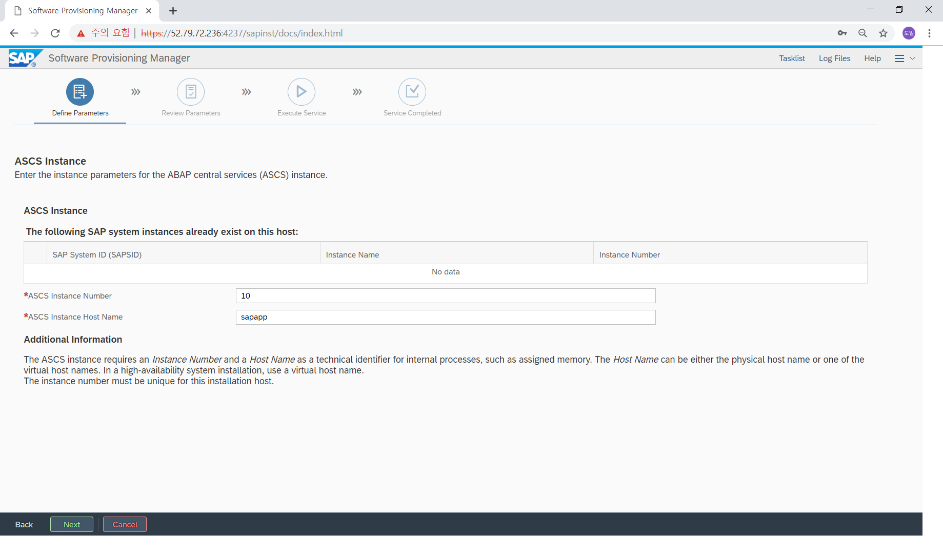 Software Provisioning Manager
수의 요함 | https://52.79.72.236:4237/sapinst/docs/index.html
SAP Software Provisioning Manager Tasklist Log Files Help
Define Parameters Review Parameters Execute Service Service Completed
ASCS Instance
Enter the instance parameters for the ABAP central services (ASCS) instance.
ASCS Instance
The following SAP system instances already exist on this host:
SAP System ID (SAPSID) Instance Name Instance Number
No data
*ASCS Instance Number 10
*ASCS Instance Host Name sapapp
Additional Information
The ASCS instance requires an Instance Number and a Host Name as a technical identifier for internal processes, such as assigned memory. The Host Name can be either the physical host name or one of the
virtual host names. In a high-availability system installation, use a virtual host name.
The instance number must be unique for this installation host.
Back Next Cancel